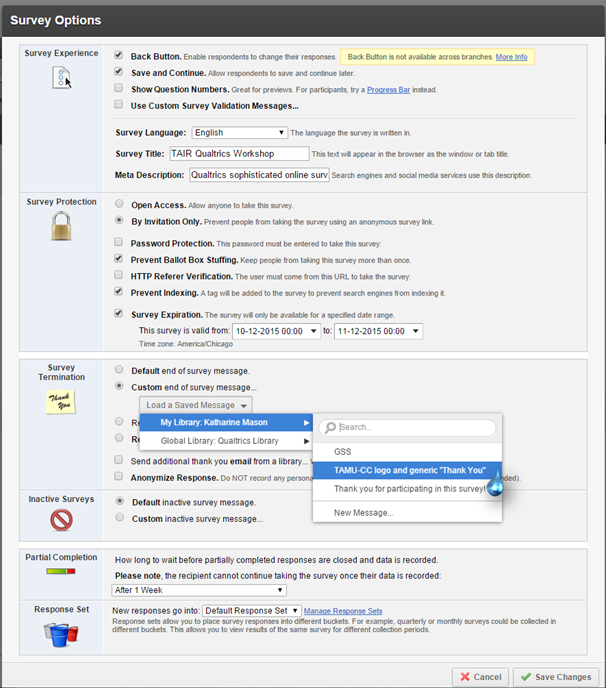 Survey Options
Survey Experience
Back Button. Enable respondents to change their responses. Back Button is not available across branches. More Info
Save and Continue. Allow respondents to save and continue later.
Show Question Numbers. Great for previews. For participants, try a Progress Bar instead.
Use Custom Survey Validation Messages...
Survey Language: English The language the survey is written in.
Survey Title: TAIR Qualtrics Workshop This text will appear in the browser as the window or tab title.
Meta Description: Qualtrics sophisticated online surv Search engines and social media services use this description.
Survey Protection
Open Access. Allow anyone to take this survey.
By Invitation Only. Prevent people from taking the survey using an anonymous survey link.
Password Protection. This password must be entered to take this survey:
Prevent Ballot Box Stuffing. Keep people from taking this survey more than once.
HTTP Referer Verification. The user must come from this URL to take the survey:
Prevent Indexing. A tag will be added to the survey to prevent search engines from indexing it.
Survey Expiration. The survey will only be available for a specified date range.
This survey is valid from: 10-12-2015 00:00 to: 11-12-2015 00:00
Time zone: America/Chicago
Survey Termination
Thank You
Default end of survey message.
Custom end of survey message...
Load a Saved Message
My Library: Katharine Mason
Global Library: Qualtrics Library
Search...
GSS
TAMU-CC logo and generic "Thank You"
Thank you for participating in this survey!
New Message...
Re
R
Send additional thank you email from a library...
Anonymize Response. Do NOT record any persona
Inactive Surveys
Default inactive survey message.
Custom inactive survey message...
Partial Completion
How long to wait before partially completed responses are closed and data is recorded.
Please note, the recipient cannot continue taking the survey once their data is recorded:
After 1 Week
Response Set
New responses go into: Default Response Set Manage Response Sets
Response sets allow you to place survey responses into different buckets. For example, quarterly or monthly surveys could be collected in
different buckets. This allows you to view results of the same survey for different collection periods.
Cancel
Save Changes